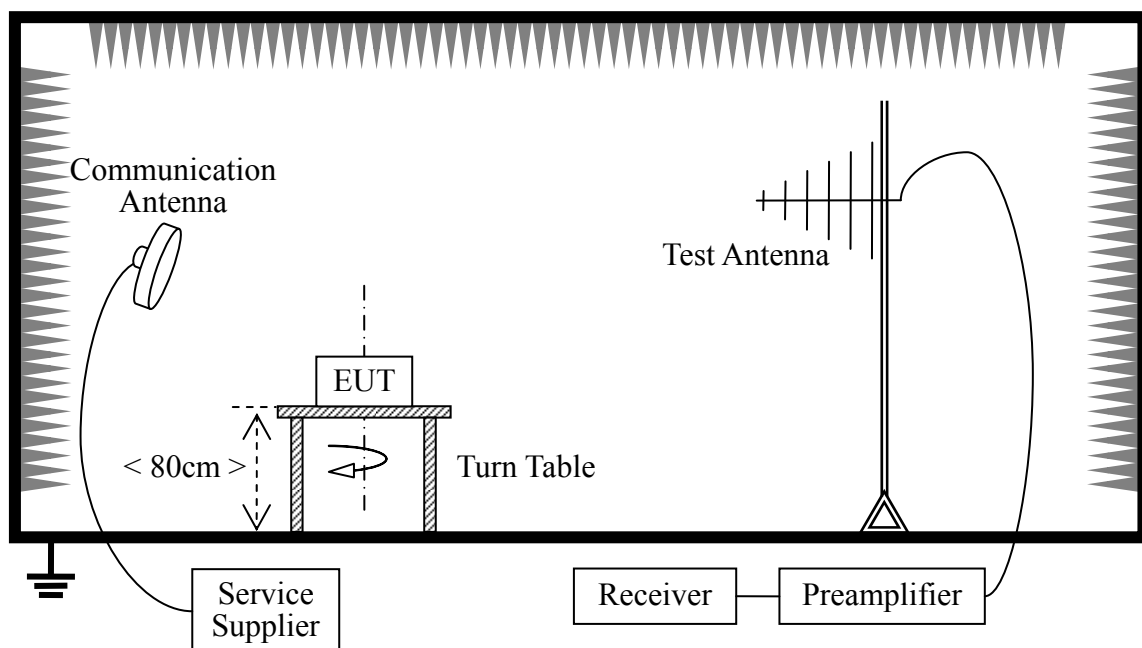 Communication
Antenna
Test Antenna
EUT
< 80cm >
Turn Table
Service
Supplier
Receiver
Preamplifier